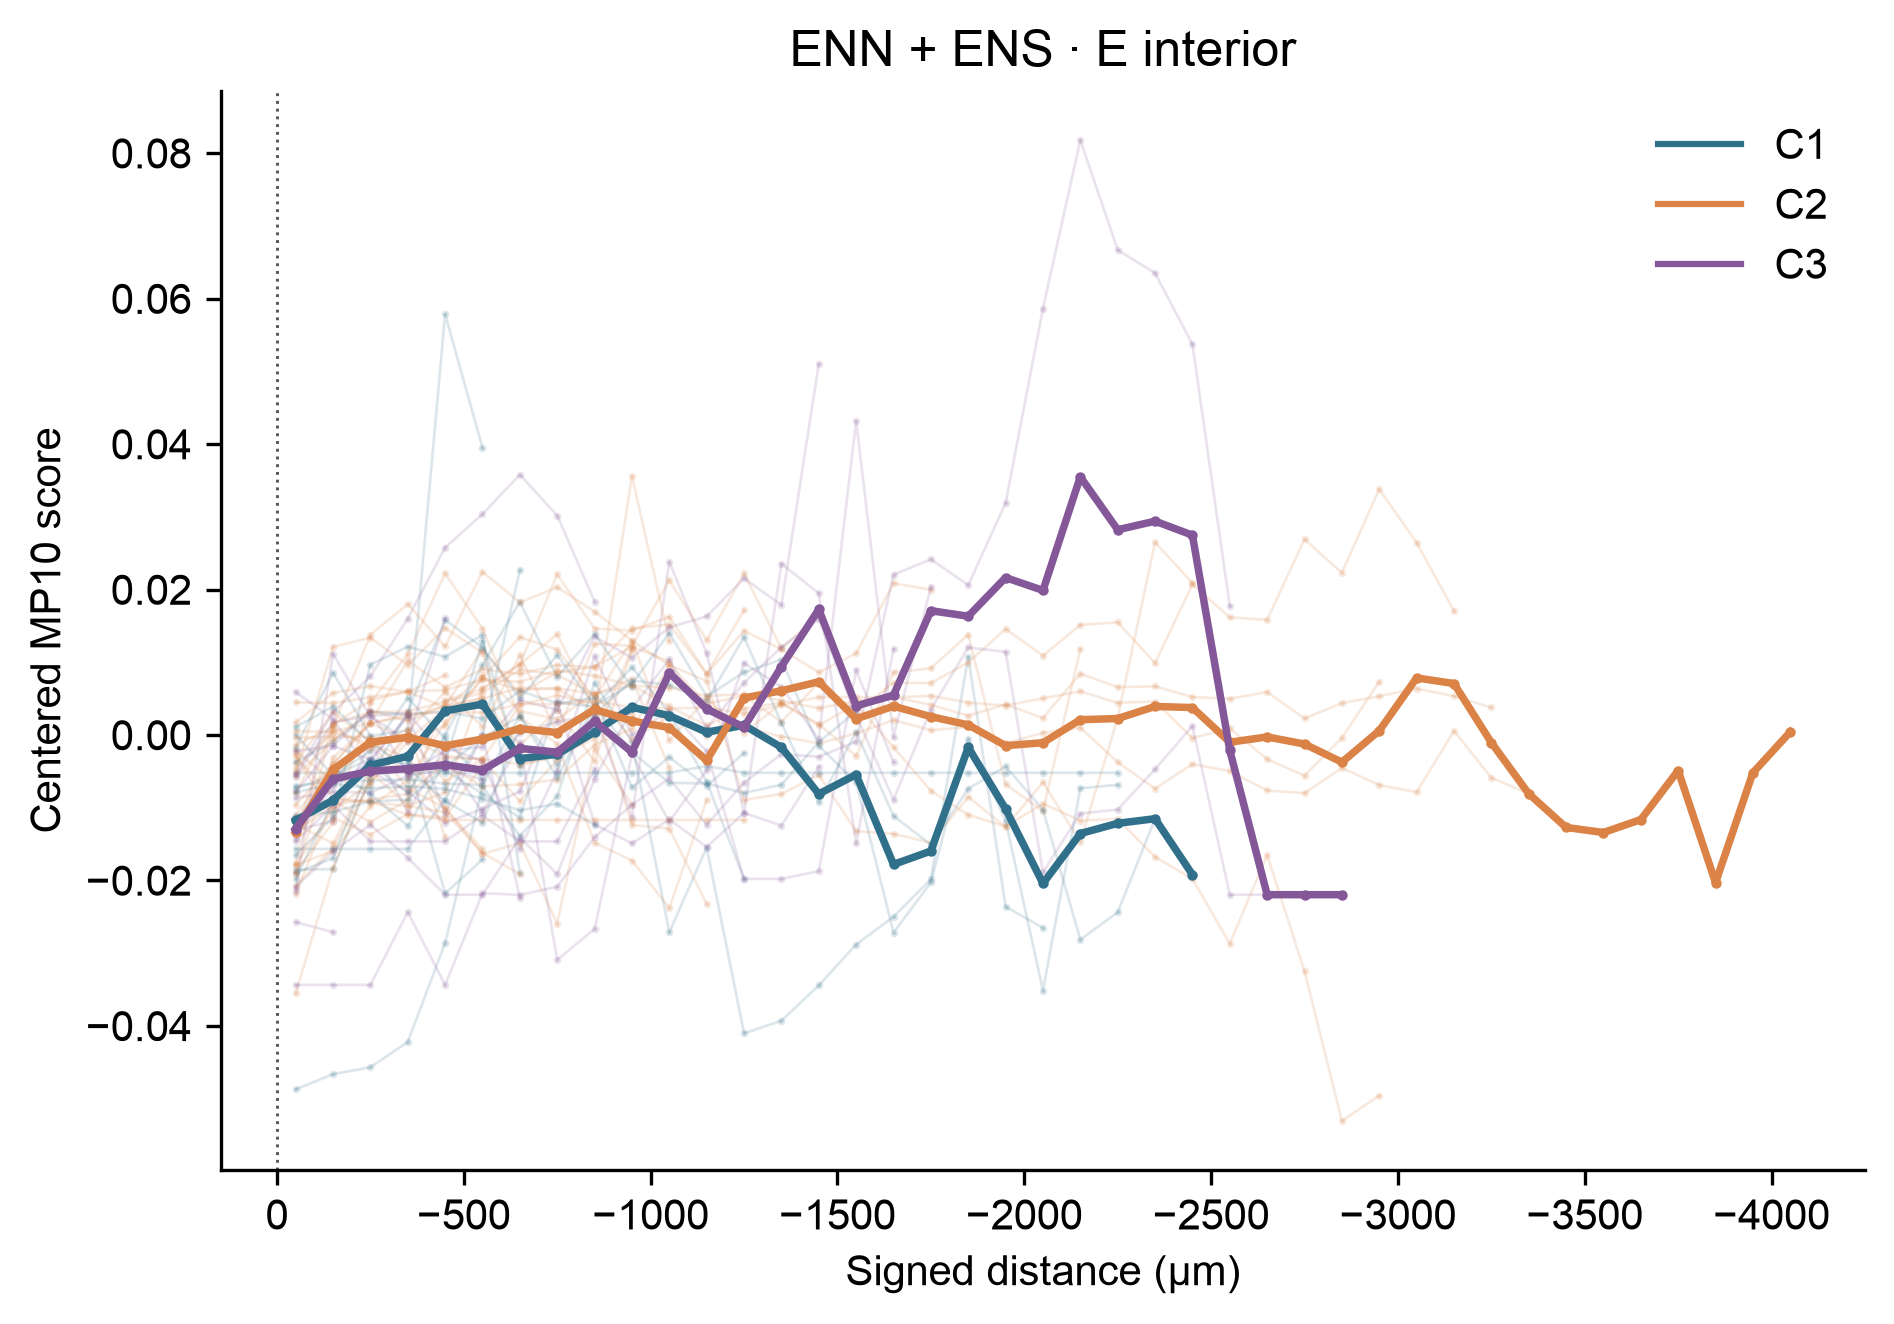 ENN + ENS · E interior
C1
C2
C3
Centered MP10 score
0.08
0.06
0.04
0.02
0.00
−0.02
−0.04
0
−500
−1000
−1500
−2000
−2500
−3000
−3500
−4000
Signed distance (μm)